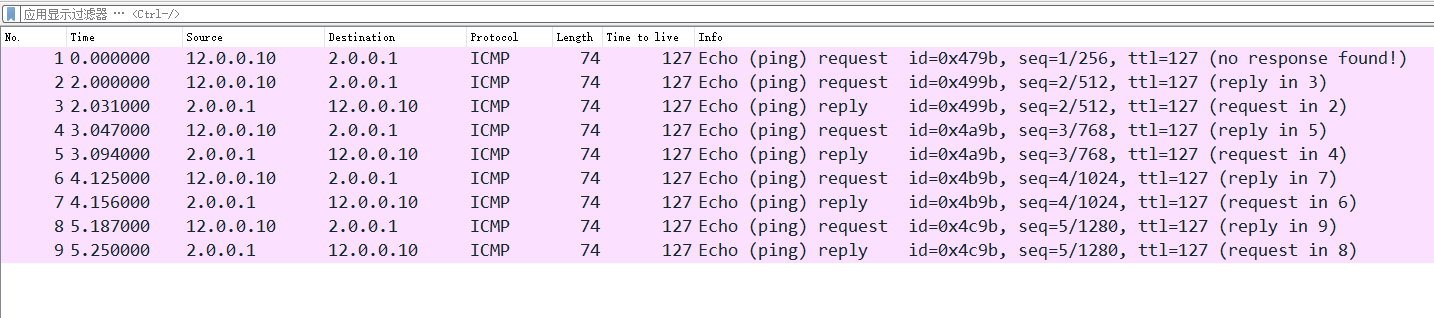 应用显示过滤器 … <Ctrl-/>
No. Time Source Destination Protocol Length Time to live Info
1 0.000000 12.0.0.10 2.0.0.1 ICMP 74 127 Echo (ping) request id=0x479b, seq=1/256, ttl=127 (no response found!)
2 2.000000 12.0.0.10 2.0.0.1 ICMP 74 127 Echo (ping) request id=0x499b, seq=2/512, ttl=127 (reply in 3)
3 2.031000 2.0.0.1 12.0.0.10 ICMP 74 127 Echo (ping) reply id=0x499b, seq=2/512, ttl=127 (request in 2)
4 3.047000 12.0.0.10 2.0.0.1 ICMP 74 127 Echo (ping) request id=0x4a9b, seq=3/768, ttl=127 (reply in 5)
5 3.094000 2.0.0.1 12.0.0.10 ICMP 74 127 Echo (ping) reply id=0x4a9b, seq=3/768, ttl=127 (request in 4)
6 4.125000 12.0.0.10 2.0.0.1 ICMP 74 127 Echo (ping) request id=0x4b9b, seq=4/1024, ttl=127 (reply in 7)
7 4.156000 2.0.0.1 12.0.0.10 ICMP 74 127 Echo (ping) reply id=0x4b9b, seq=4/1024, ttl=127 (request in 6)
8 5.187000 12.0.0.10 2.0.0.1 ICMP 74 127 Echo (ping) request id=0x4c9b, seq=5/1280, ttl=127 (reply in 9)
9 5.250000 2.0.0.1 12.0.0.10 ICMP 74 127 Echo (ping) reply id=0x4c9b, seq=5/1280, ttl=127 (request in 8)